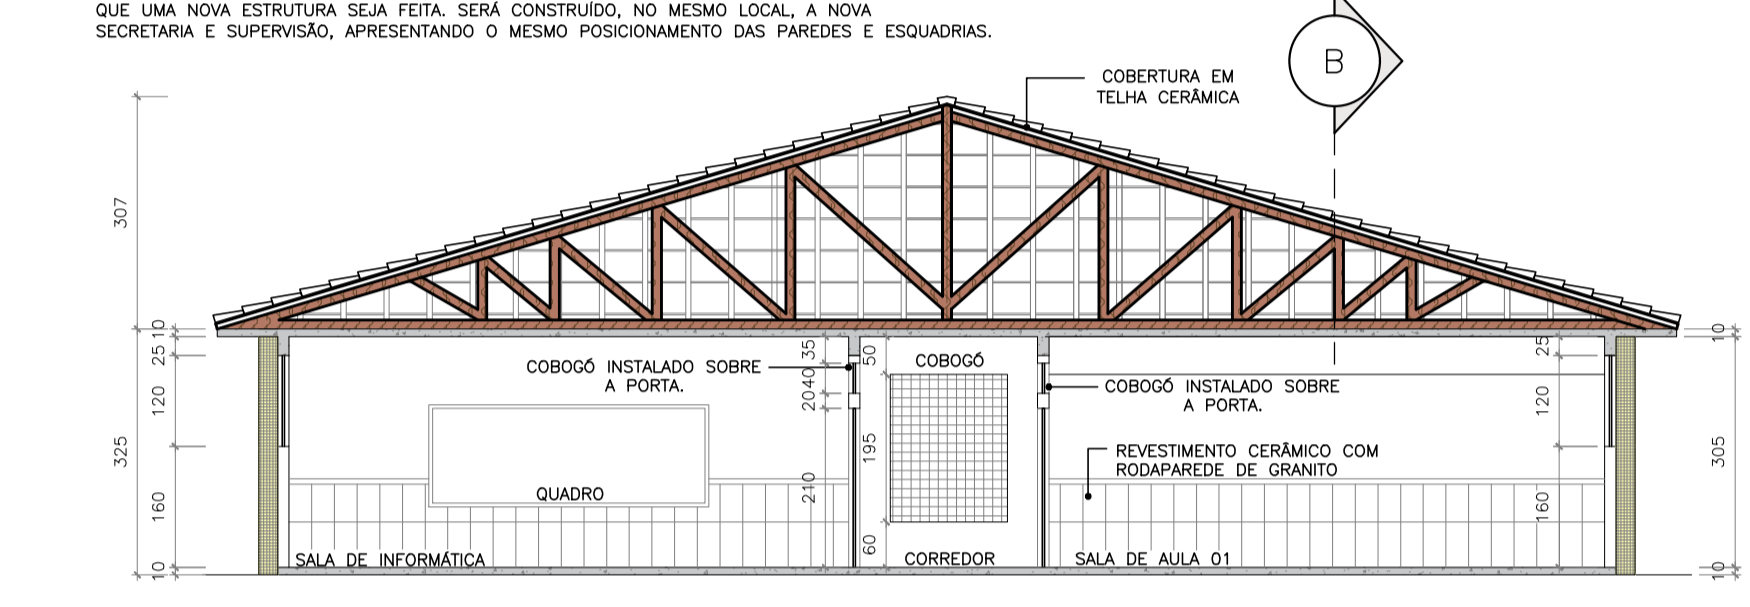 QUE UMA NOVA ESTRUTURA SEJA FEITA. SERÁ CONSTRUÍDO, NO MESMO LOCAL, A NOVA
SECRETARIA E SUPERVISÃO, APRESENTANDO O MESMO POSICIONAMENTO DAS PAREDES E ESQUADRIAS.
B
COBERTURA EM
TELHA CERÂMICA
307
10
25
120
325
160
10
COBOGÓ INSTALADO SOBRE
A PORTA.
QUADRO
SALA DE INFORMÁTICA
35
40
20
210
50
195
60
COBOGÓ
CORREDOR
COBOGÓ INSTALADO SOBRE
A PORTA.
REVESTIMENTO CERÂMICO COM
RODAPAREDE DE GRANITO
SALA DE AULA 01
25
120
160
10
305
10